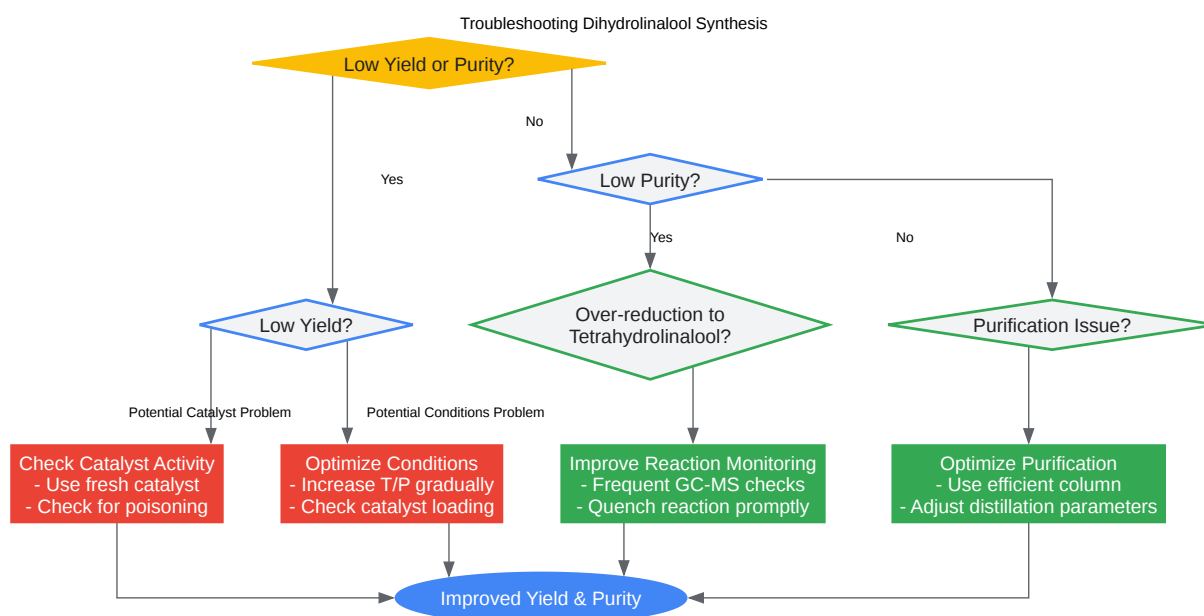 Troubleshooting Dihydrolinalool Synthesis
Low Yield or Purity?
No
Yes
Low Purity?
Yes
No
Low Yield?
Over-reduction to
Tetrahydrolinalool?
Purification Issue?
Potential Catalyst Problem
Potential Conditions Problem
Check Catalyst Activity
- Use fresh catalyst
- Check for poisoning
Optimize Conditions
- Increase T/P gradually
- Check catalyst loading
Improve Reaction Monitoring
- Frequent GC-MS checks
- Quench reaction promptly
Optimize Purification
- Use efficient column
- Adjust distillation parameters
Improved Yield & Purity